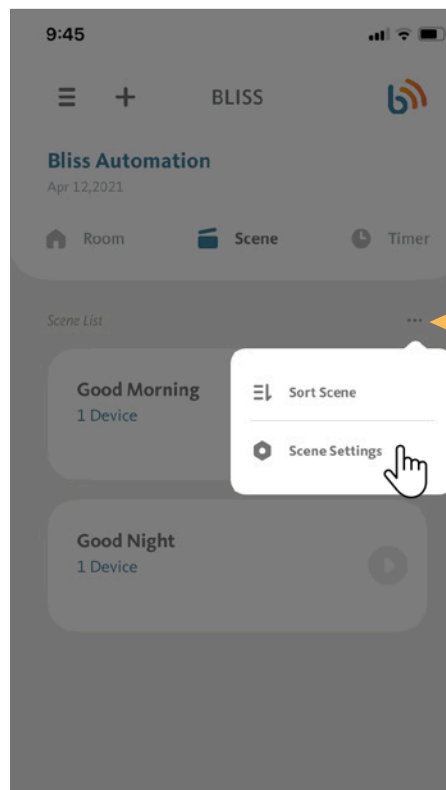 9:45
BLISS
Bliss Automation
Apr 12,2021
Room Scene Timer
Scene List
Good Morning
1 Device
Sort Scene
Scene Settings
Good Night
1 Device